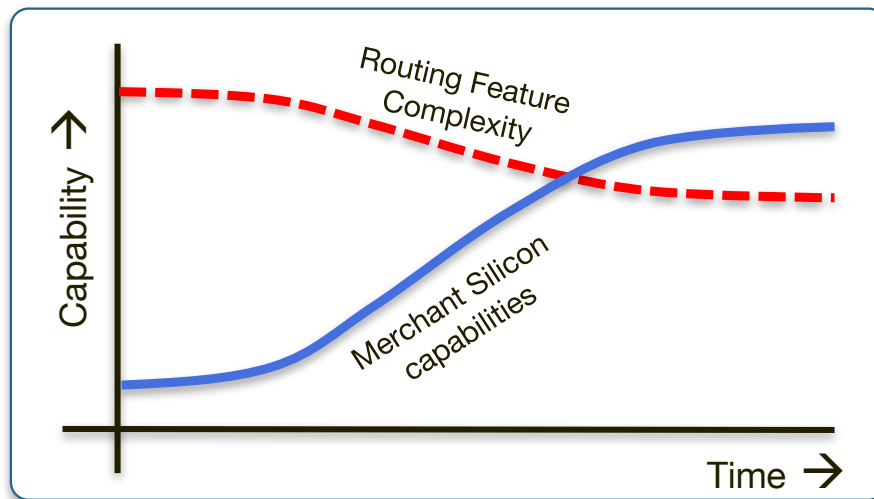 Routing Feature
Complexity
Capability →
Merchant Silicon
capabilities
Time →